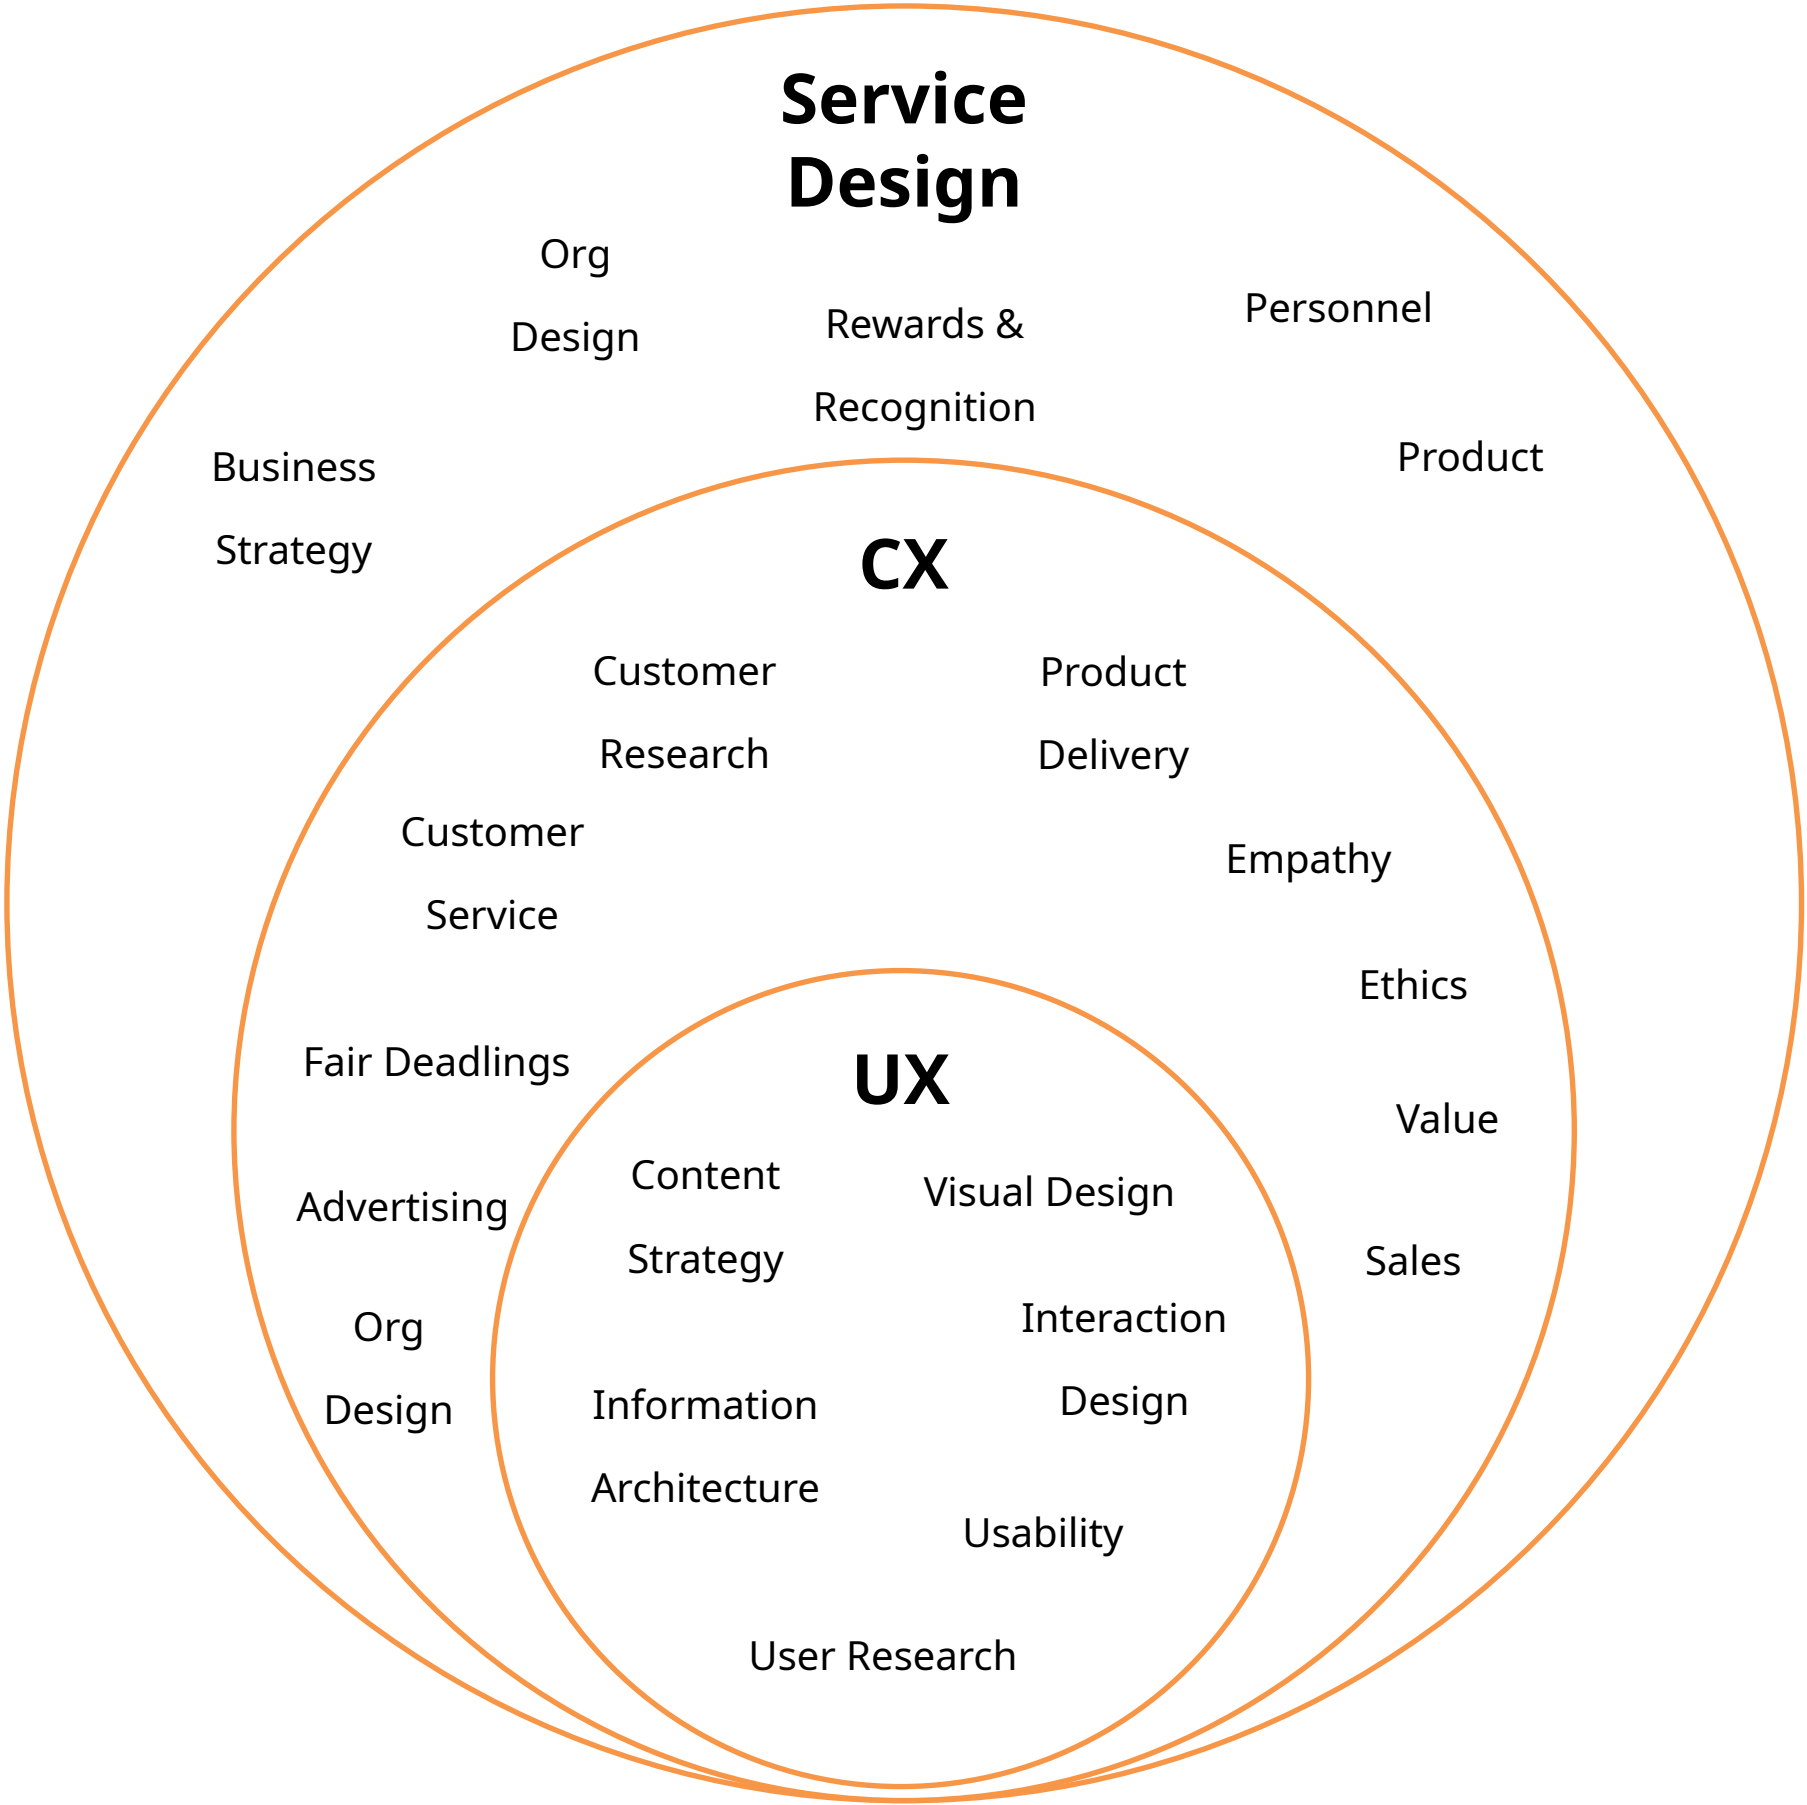 Service
Design
Org
Design
Rewards &
Recognition
Personnel
Product
Business
Strategy
CX
Customer
Research
Product
Delivery
Customer
Service
Empathy
Ethics
Fair Deadlings
Value
Advertising
Sales
Org
Design
UX
Content
Strategy
Visual Design
Interaction
Design
Information
Architecture
Usability
User Research